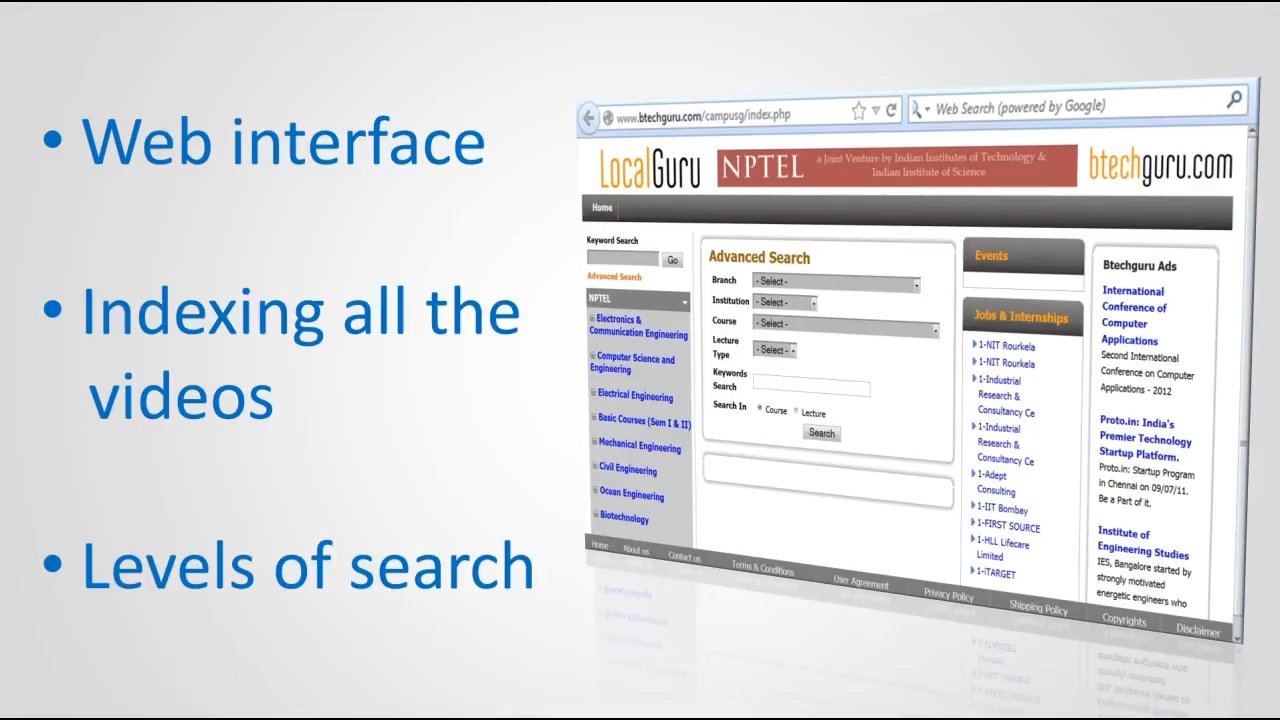 • Web interface
• Indexing all the
videos
• Levels of search
www.btechguru.com/campusg/index.php
Web Search (powered by Google)
LocalGuru
NPTEL
a Joint Venture by Indian Institutes of Technology &
Indian Institute of Science
btechguru.com
Home
Keyword Search
Go
Advanced Search
NPTEL
Electronics &
Communication Engineering
Computer Science and
Engineering
Electrical Engineering
Basic Courses (Sem I & II)
Mechanical Engineering
Civil Engineering
Ocean Engineering
Biotechnology
Advanced Search
Branch - Select -
Institution - Select -
Course - Select -
Lecture
Type - Select -
Keywords
Search
Search In Course Lecture
Search
Events
Jobs & Internships
1-NIT Rourkela
1-NIT Rourkela
1-Industrial
Research &
Consultancy Ce
1-Industrial
Research &
Consultancy Ce
1-Adept
Consulting
1-IIT Bombay
1-FIRST SOURCE
1-HLL Lifecare
Limited
1-iTARGET
Btechguru Ads
International
Conference of
Computer
Applications
Second International
Conference on Computer
Applications - 2012
Proto.in: India's
Premier Technology
Startup Platform.
Proto.in: Startup Program
in Chennai on 09/07/11.
Be a Part of it.
Institute of
Engineering Studies
IES, Bangalore started by
strongly motivated
energetic engineers who
Home About us Contact us Terms & Conditions User Agreement Privacy Policy Shipping Policy Copyrights Disclaimer